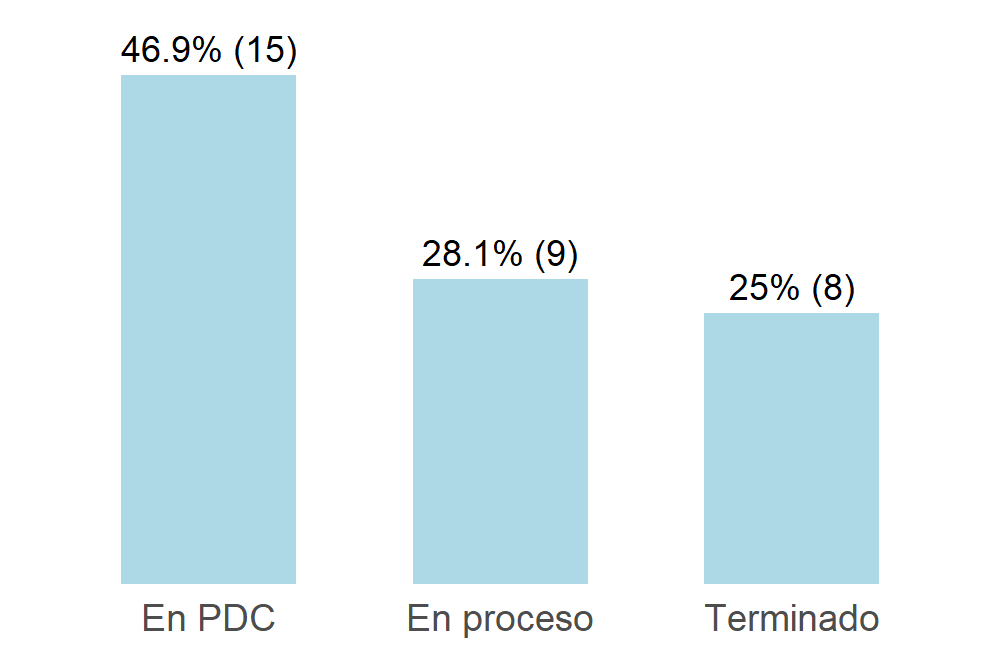 46.9% (15)
28.1% (9)
25% (8)
En PDC
En proceso
Terminado